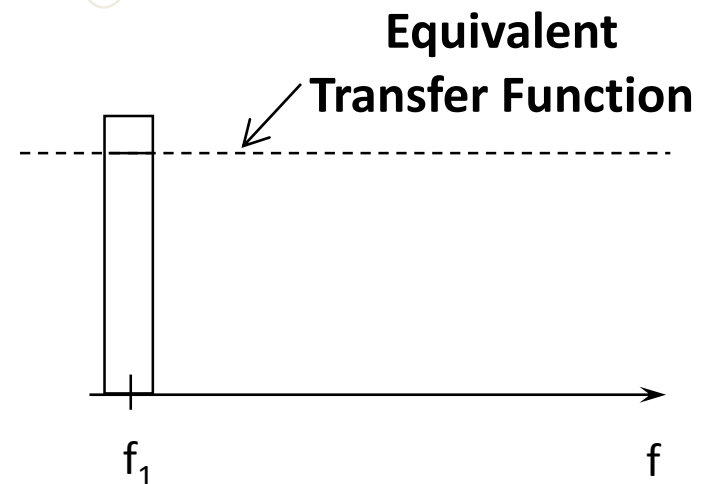 Equivalent
Transfer Function
f₁
f